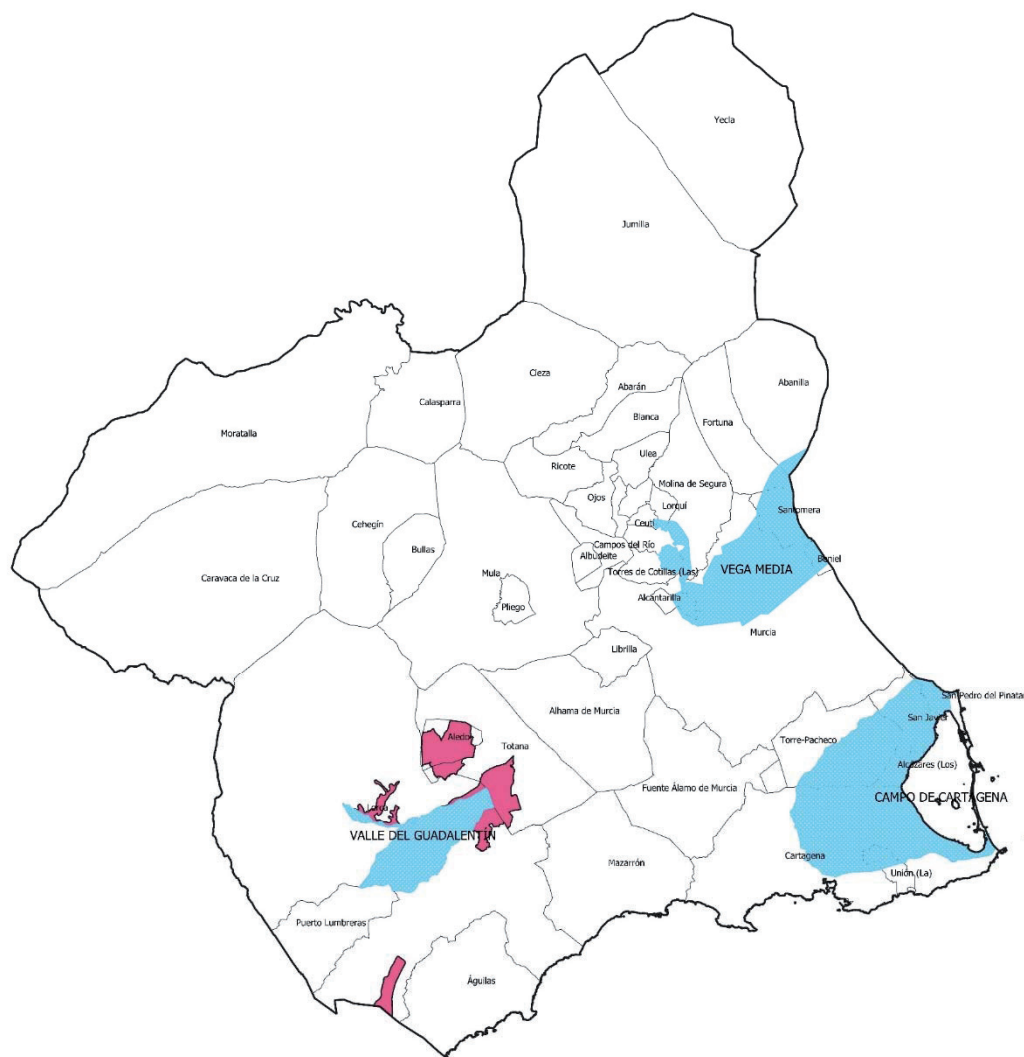 Yecla
Jumilla
Cieza
Abanilla
Abarán
Calasparra
Blanca
Fortuna
Moratalla
Ulea
Ricote
Molina de Segura
Ojos
Lorquí
Santomera
Ceutí
Cehegín
Campos del Río
Bullas
Albudeite
Beniel
Mula
Torres de Cotillas (Las)
VEGA MEDIA
Caravaca de la Cruz
Alcantarilla
Pliego
Murcia
Librilla
San Pedro del Pinatar
Alhama de Murcia
San Javier
Aledo
Totana
Torre-Pacheco
Alcázares (Los)
Fuente Álamo de Murcia
CAMPO DE CARTAGENA
Lorca
VALLE DEL GUADALENTÍN
Cartagena
Mazarrón
Unión (La)
Puerto Lumbreras
Águilas